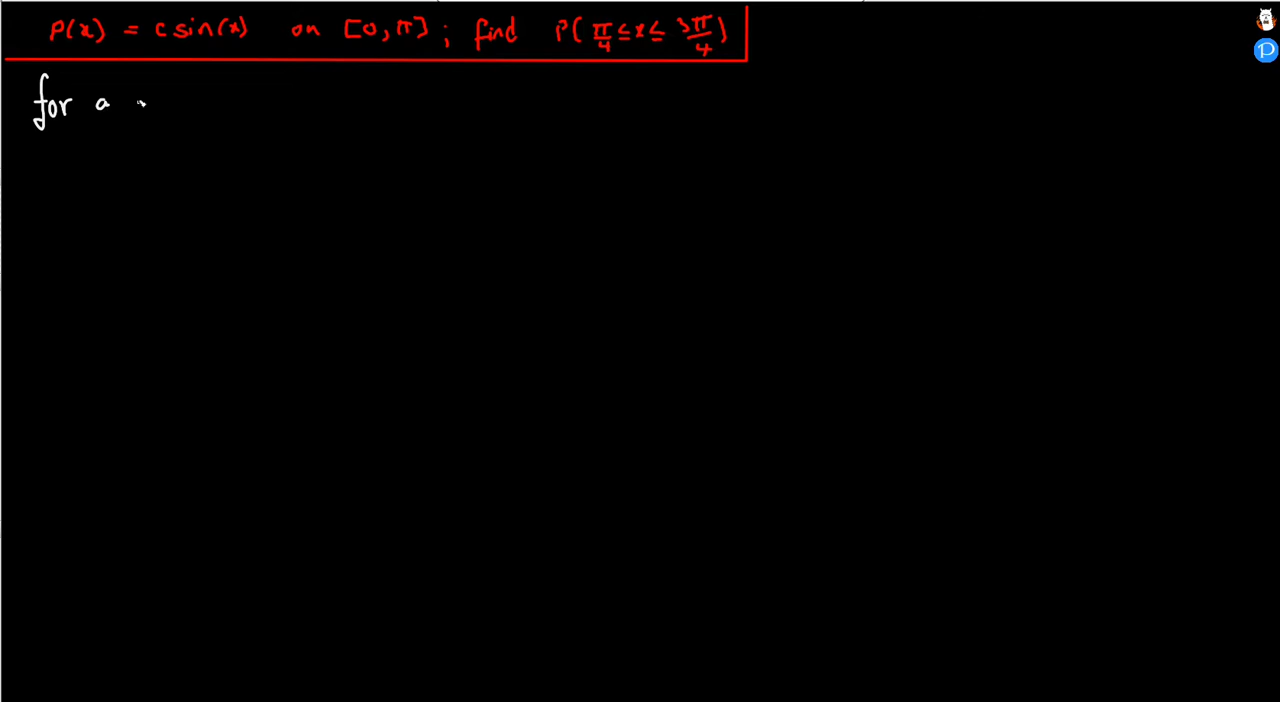 P(x) = c sin(x) on [0, π] ; find P( π/4 ≤ x ≤ 3π/4 )
for a